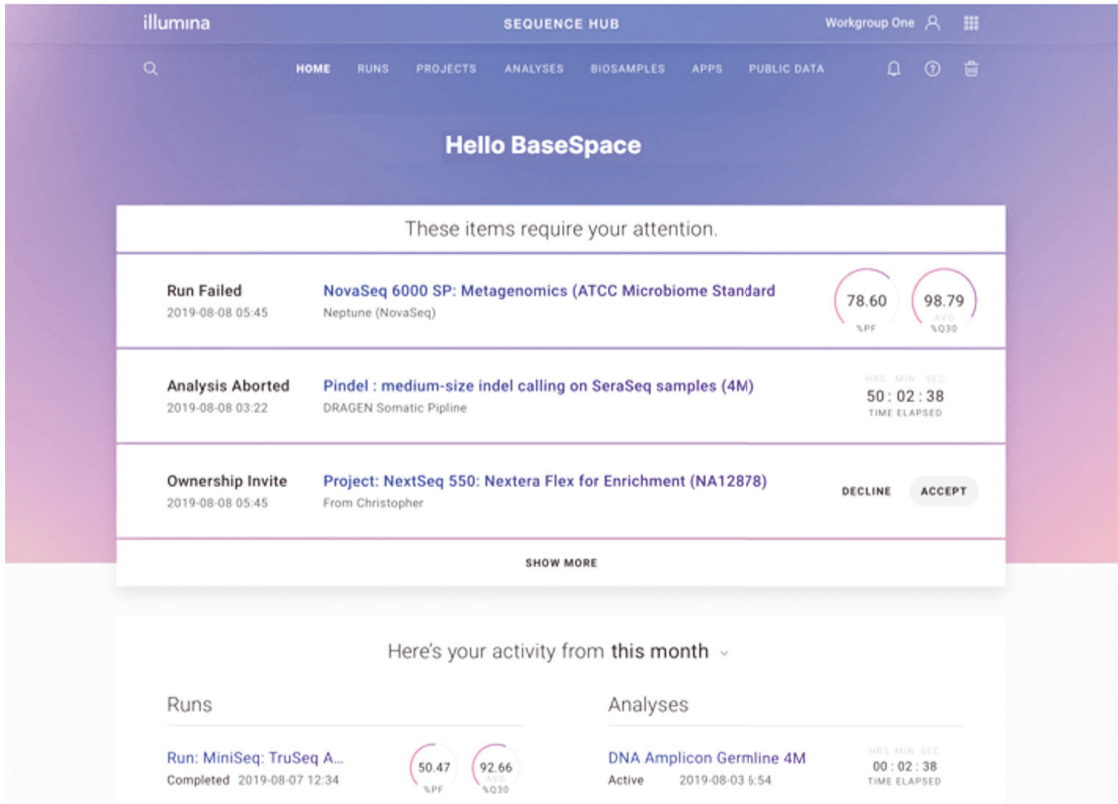 illumına
SEQUENCE HUB
Workgroup One
HOME RUNS PROJECTS ANALYSES BIOSAMPLES APPS PUBLIC DATA
Hello BaseSpace
These items require your attention.
Run Failed
2019-08-08 05:45
NovaSeq 6000 SP: Metagenomics (ATCC Microbiome Standard
Neptune (NovaSeq)
78.60
%PF
98.79
AVG
%Q30
Analysis Aborted
2019-08-08 03:22
Pindel : medium-size indel calling on SeraSeq samples (4M)
DRAGEN Somatic Pipline
HRS MIN SEC
50 : 02 : 38
TIME ELAPSED
Ownership Invite
2019-08-08 05:45
Project: NextSeq 550: Nextera Flex for Enrichment (NA12878)
From Christopher
DECLINE ACCEPT
SHOW MORE
Here's your activity from this month
Runs
Run: MiniSeq: TruSeq A...
Completed 2019-08-07 12:34
50.47
%PF
92.66
AVG
%Q30
Analyses
DNA Amplicon Germline 4M
Active 2019-08-03 6:54
HRS MIN SEC
00 : 02 : 38
TIME ELAPSED